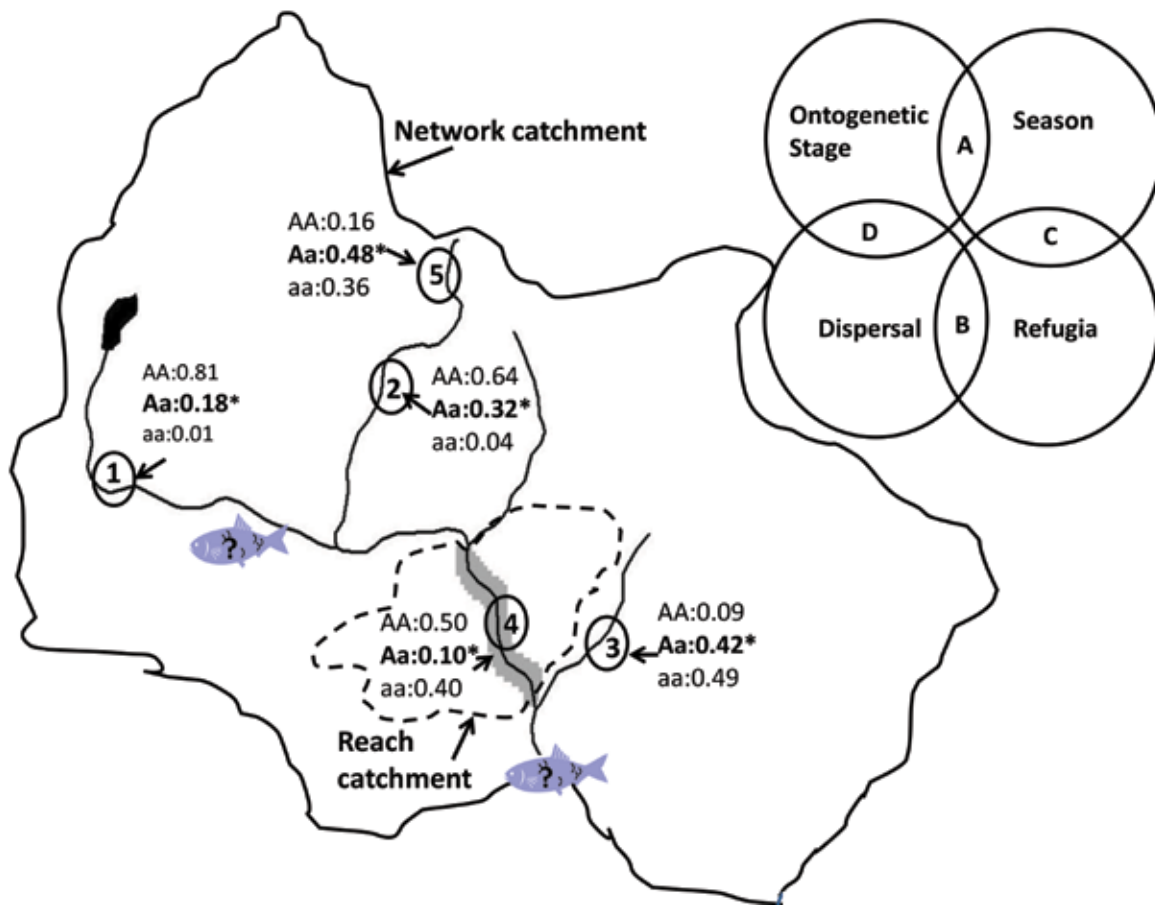 Network catchment
AA:0.16
Aa:0.48*
aa:0.36
5
AA:0.81
Aa:0.18*
aa:0.01
1
2
AA:0.64
Aa:0.32*
aa:0.04
?
AA:0.50
Aa:0.10*
aa:0.40
4
3
AA:0.09
Aa:0.42*
aa:0.49
Reach
catchment
?
Ontogenetic
Stage
A
Season
D
C
Dispersal
B
Refugia